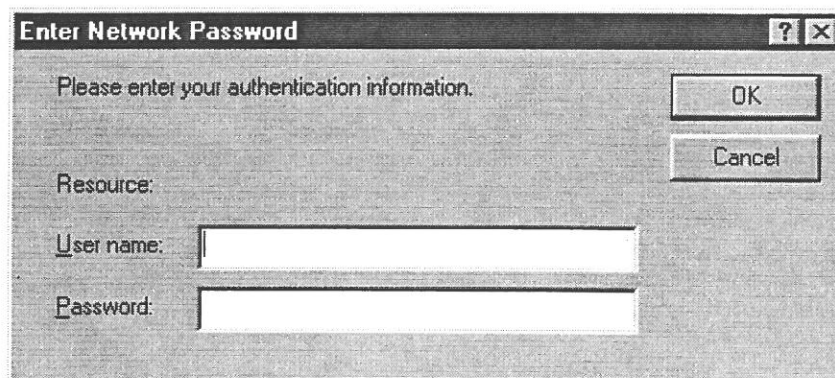 Enter Network Password
Please enter your authentication information.
OK
Cancel
Resource:
User name:
Password: